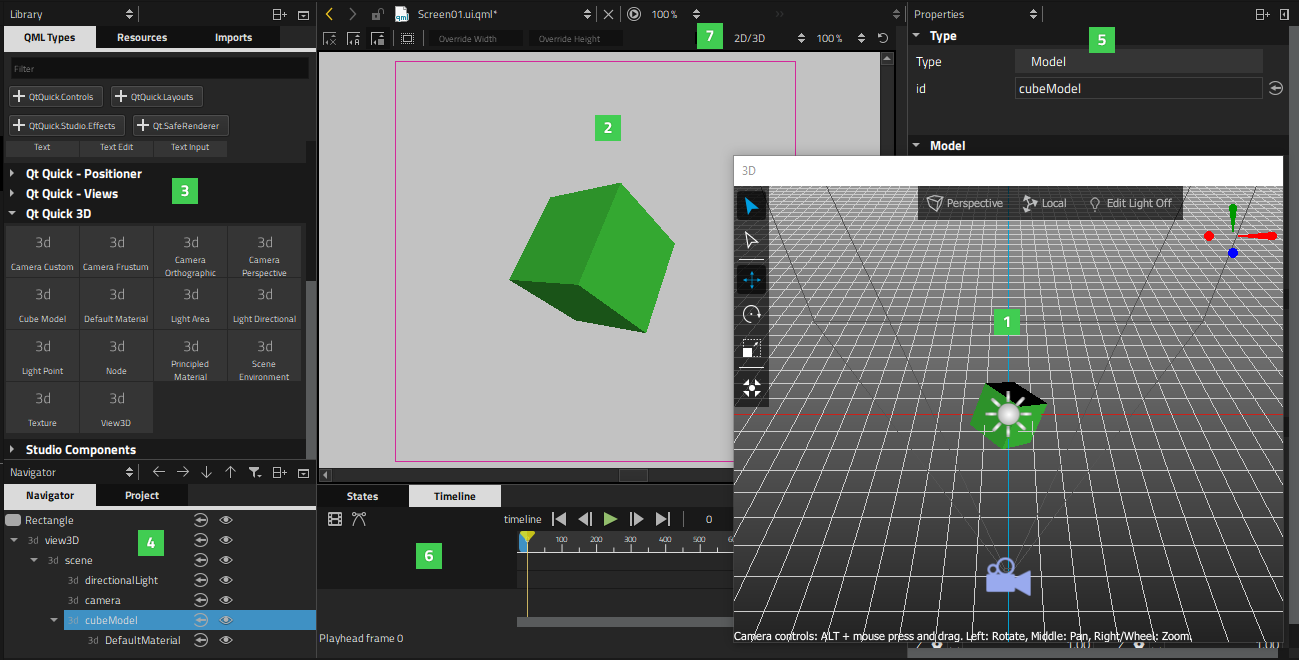 Library
QML Types Resources Imports
Filter
QtQuick.Controls QtQuick.Layouts
QtQuick.Studio.Effects Qt.SafeRenderer
Text Text Edit Text Input
Qt Quick - Positioner
Qt Quick - Views
3
Qt Quick 3D
3d 3d 3d 3d
Camera Custom Camera Frustum Camera Orthographic Camera Perspective
3d 3d 3d 3d
Cube Model Default Material Light Area Light Directional
3d 3d 3d 3d
Light Point Node Principled Material Scene Environment
3d 3d
Texture View3D
Studio Components
Navigator
Navigator Project
Rectangle
3d view3D
4
3d scene
3d directionalLight
3d camera
3d cubeModel
3d DefaultMaterial
qml Screen01.ui.qml* 100%
Override Width Override Height 7 2D/3D 100%
2
States Timeline
timeline 0
100 200 300 400 500
6
Playhead frame 0
Properties
Type
5
Type Model
id cubeModel
Model
3D
Perspective Local Edit Light Off
1
Camera controls: ALT + mouse press and drag. Left: Rotate, Middle: Pan, Right/Wheel: Zoom.
1.00 1.00